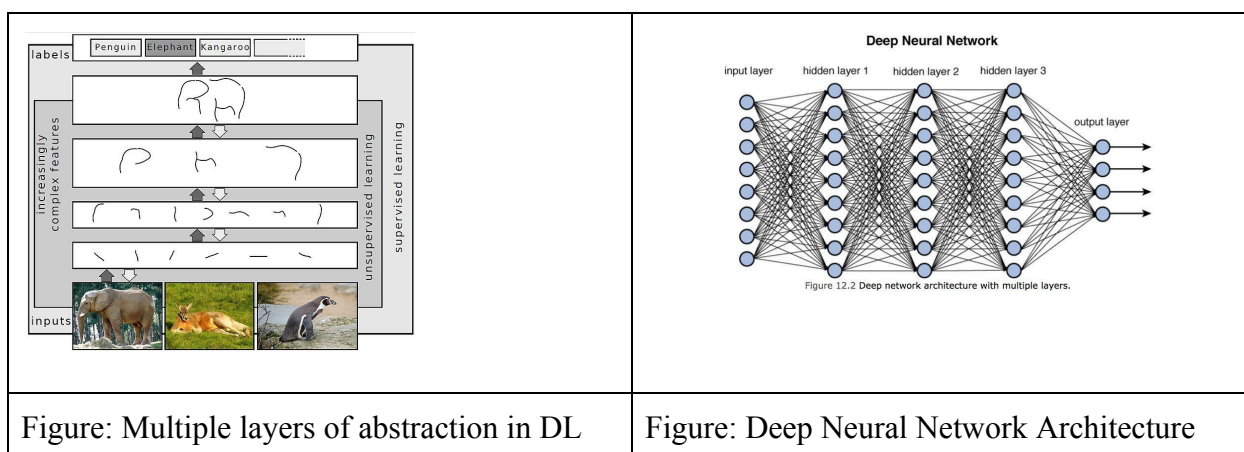 Penguin Elephant Kangaroo
labels
increasingly
complex features
unsupervised learning
supervised learning
inputs
Figure: Multiple layers of abstraction in DL
Deep Neural Network
input layer hidden layer 1 hidden layer 2 hidden layer 3
output layer
Figure 12.2 Deep network architecture with multiple layers.
Figure: Deep Neural Network Architecture